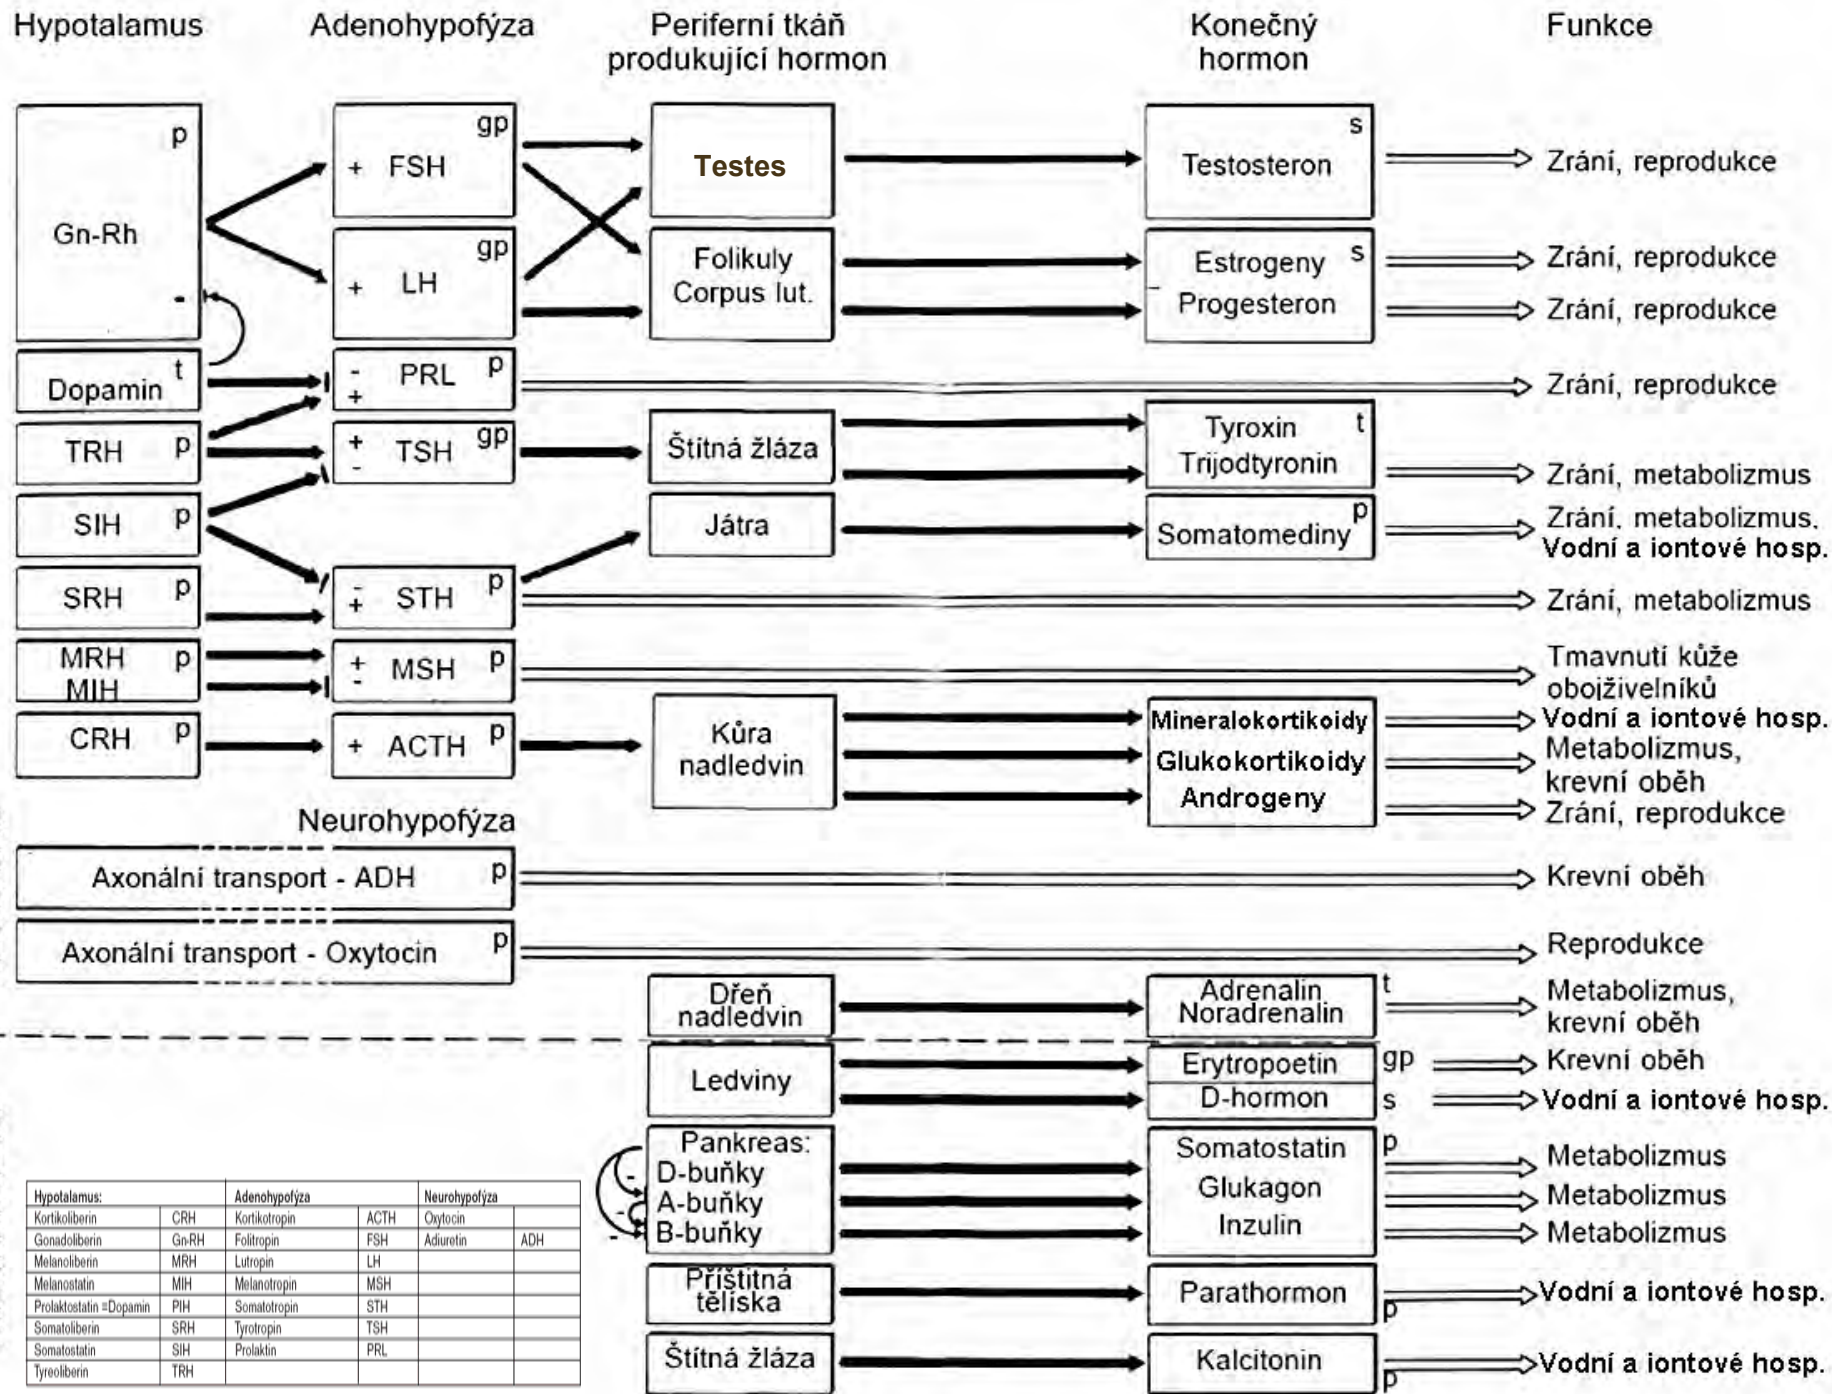 Hypotalamus
Adenohypofýza
Periferní tkáň
produkující hormon
Konečný
hormon
Funkce
p
Gn-Rh
-
gp
+ FSH
Testes
s
Testosteron
Zrání, reprodukce
gp
+ LH
Folikuly
Corpus lut.
Estrogeny s
Progesteron
Zrání, reprodukce
Zrání, reprodukce
Dopamin t
- PRL p
+
Zrání, reprodukce
TRH p
+ TSH gp
-
Štítná žláza
Tyroxin t
Trijodtyronin
Zrání, metabolizmus
SIH p
Játra
Somatomediny p
Zrání, metabolizmus,
Vodní a iontové hosp.
SRH p
- STH p
+
Zrání, metabolizmus
MRH p
MIH
+ MSH p
-
Tmavnutí kůže
obojživelníků
CRH p
+ ACTH p
Kůra
nadledvin
Mineralokortikoidy
Glukokortikoidy
Androgeny
Vodní a iontové hosp.
Metabolizmus,
krevní oběh
Zrání, reprodukce
Neurohypofýza
Axonální transport - ADH p
Krevní oběh
Axonální transport - Oxytocin p
Reprodukce
Dřeň
nadledvin
Adrenalin t
Noradrenalin
Metabolizmus,
krevní oběh
Ledviny
Erytropoetin gp
D-hormon s
Krevní oběh
Vodní a iontové hosp.
Pankreas:
D-buňky
A-buňky
B-buňky
-
-
-
Somatostatin p
Glukagon
Inzulin
Metabolizmus
Metabolizmus
Metabolizmus
Příštitná
tělíska
Parathormon
p
Vodní a iontové hosp.
Štítná žláza
Kalcitonin
p
Vodní a iontové hosp.
Hypotalamus: Adenohypofýza Neurohypofýza
Kortikoliberin CRH Kortikotropin ACTH Oxytocin
Gonadoliberin Gn-RH Folitropin FSH Adiuretin ADH
Melanoliberin MRH Lutropin LH
Melanostatin MIH Melanotropin MSH
Prolaktostatin =Dopamin PIH Somatotropin STH
Somatoliberin SRH Tyrotropin TSH
Somatostatin SIH Prolaktin PRL
Tyreoliberin TRH